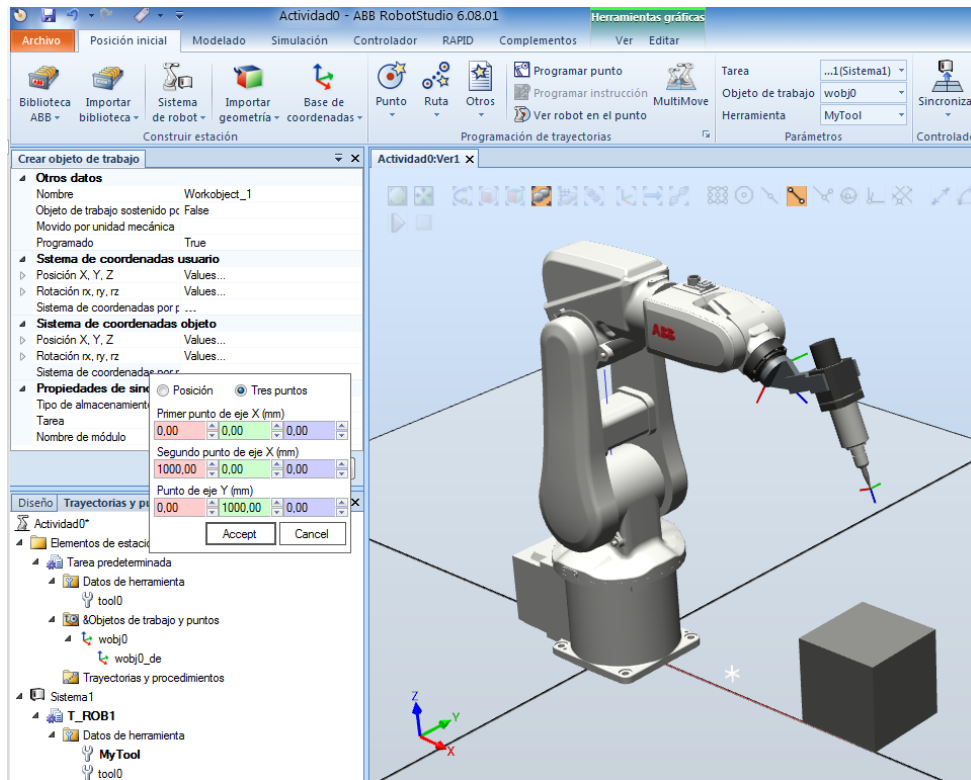 Actividad0 - ABB RobotStudio 6.08.01
Herramientas gráficas
Archivo Posición inicial Modelado Simulación Controlador RAPID Complementos Ver Editar
Biblioteca ABB
Importar biblioteca
Sistema de robot
Importar geometría
Base de coordenadas
Construir estación
Punto
Ruta
Otros
Programar punto
Programar instrucción
Ver robot en el punto
MultiMove
Programación de trayectorias
Tarea ...1(Sistema1)
Objeto de trabajo wobj0
Herramienta MyTool
Parámetros
Sincroniza
Controlado
Crear objeto de trabajo
Otros datos
Nombre Workobject_1
Objeto de trabajo sostenido pc False
Movido por unidad mecánica
Programado True
Sstema de coordenadas usuario
Posición X, Y, Z Values...
Rotación rx, ry, rz Values...
Sistema de coordenadas por p ...
Sistema de coordenadas objeto
Posición X, Y, Z Values...
Rotación rx, ry, rz Values...
Sistema de coordenadas por
Propiedades de sinc
Tipo de almacenamiento
Tarea
Nombre de módulo
Posición Tres puntos
Primer punto de eje X (mm)
0,00 0,00 0,00
Segundo punto de eje X (mm)
1000,00 0,00 0,00
Punto de eje Y (mm)
0,00 1000,00 0,00
Accept Cancel
Diseño Trayectorias y pu
Actividad0*
Elementos de estació
Tarea predeterminada
Datos de herramienta
tool0
&Objetos de trabajo y puntos
wobj0
wobj0_de
Trayectorias y procedimientos
Sistema1
T_ROB1
Datos de herramienta
MyTool
tool0
Actividad0:Ver1
ABB
Z
Y
X